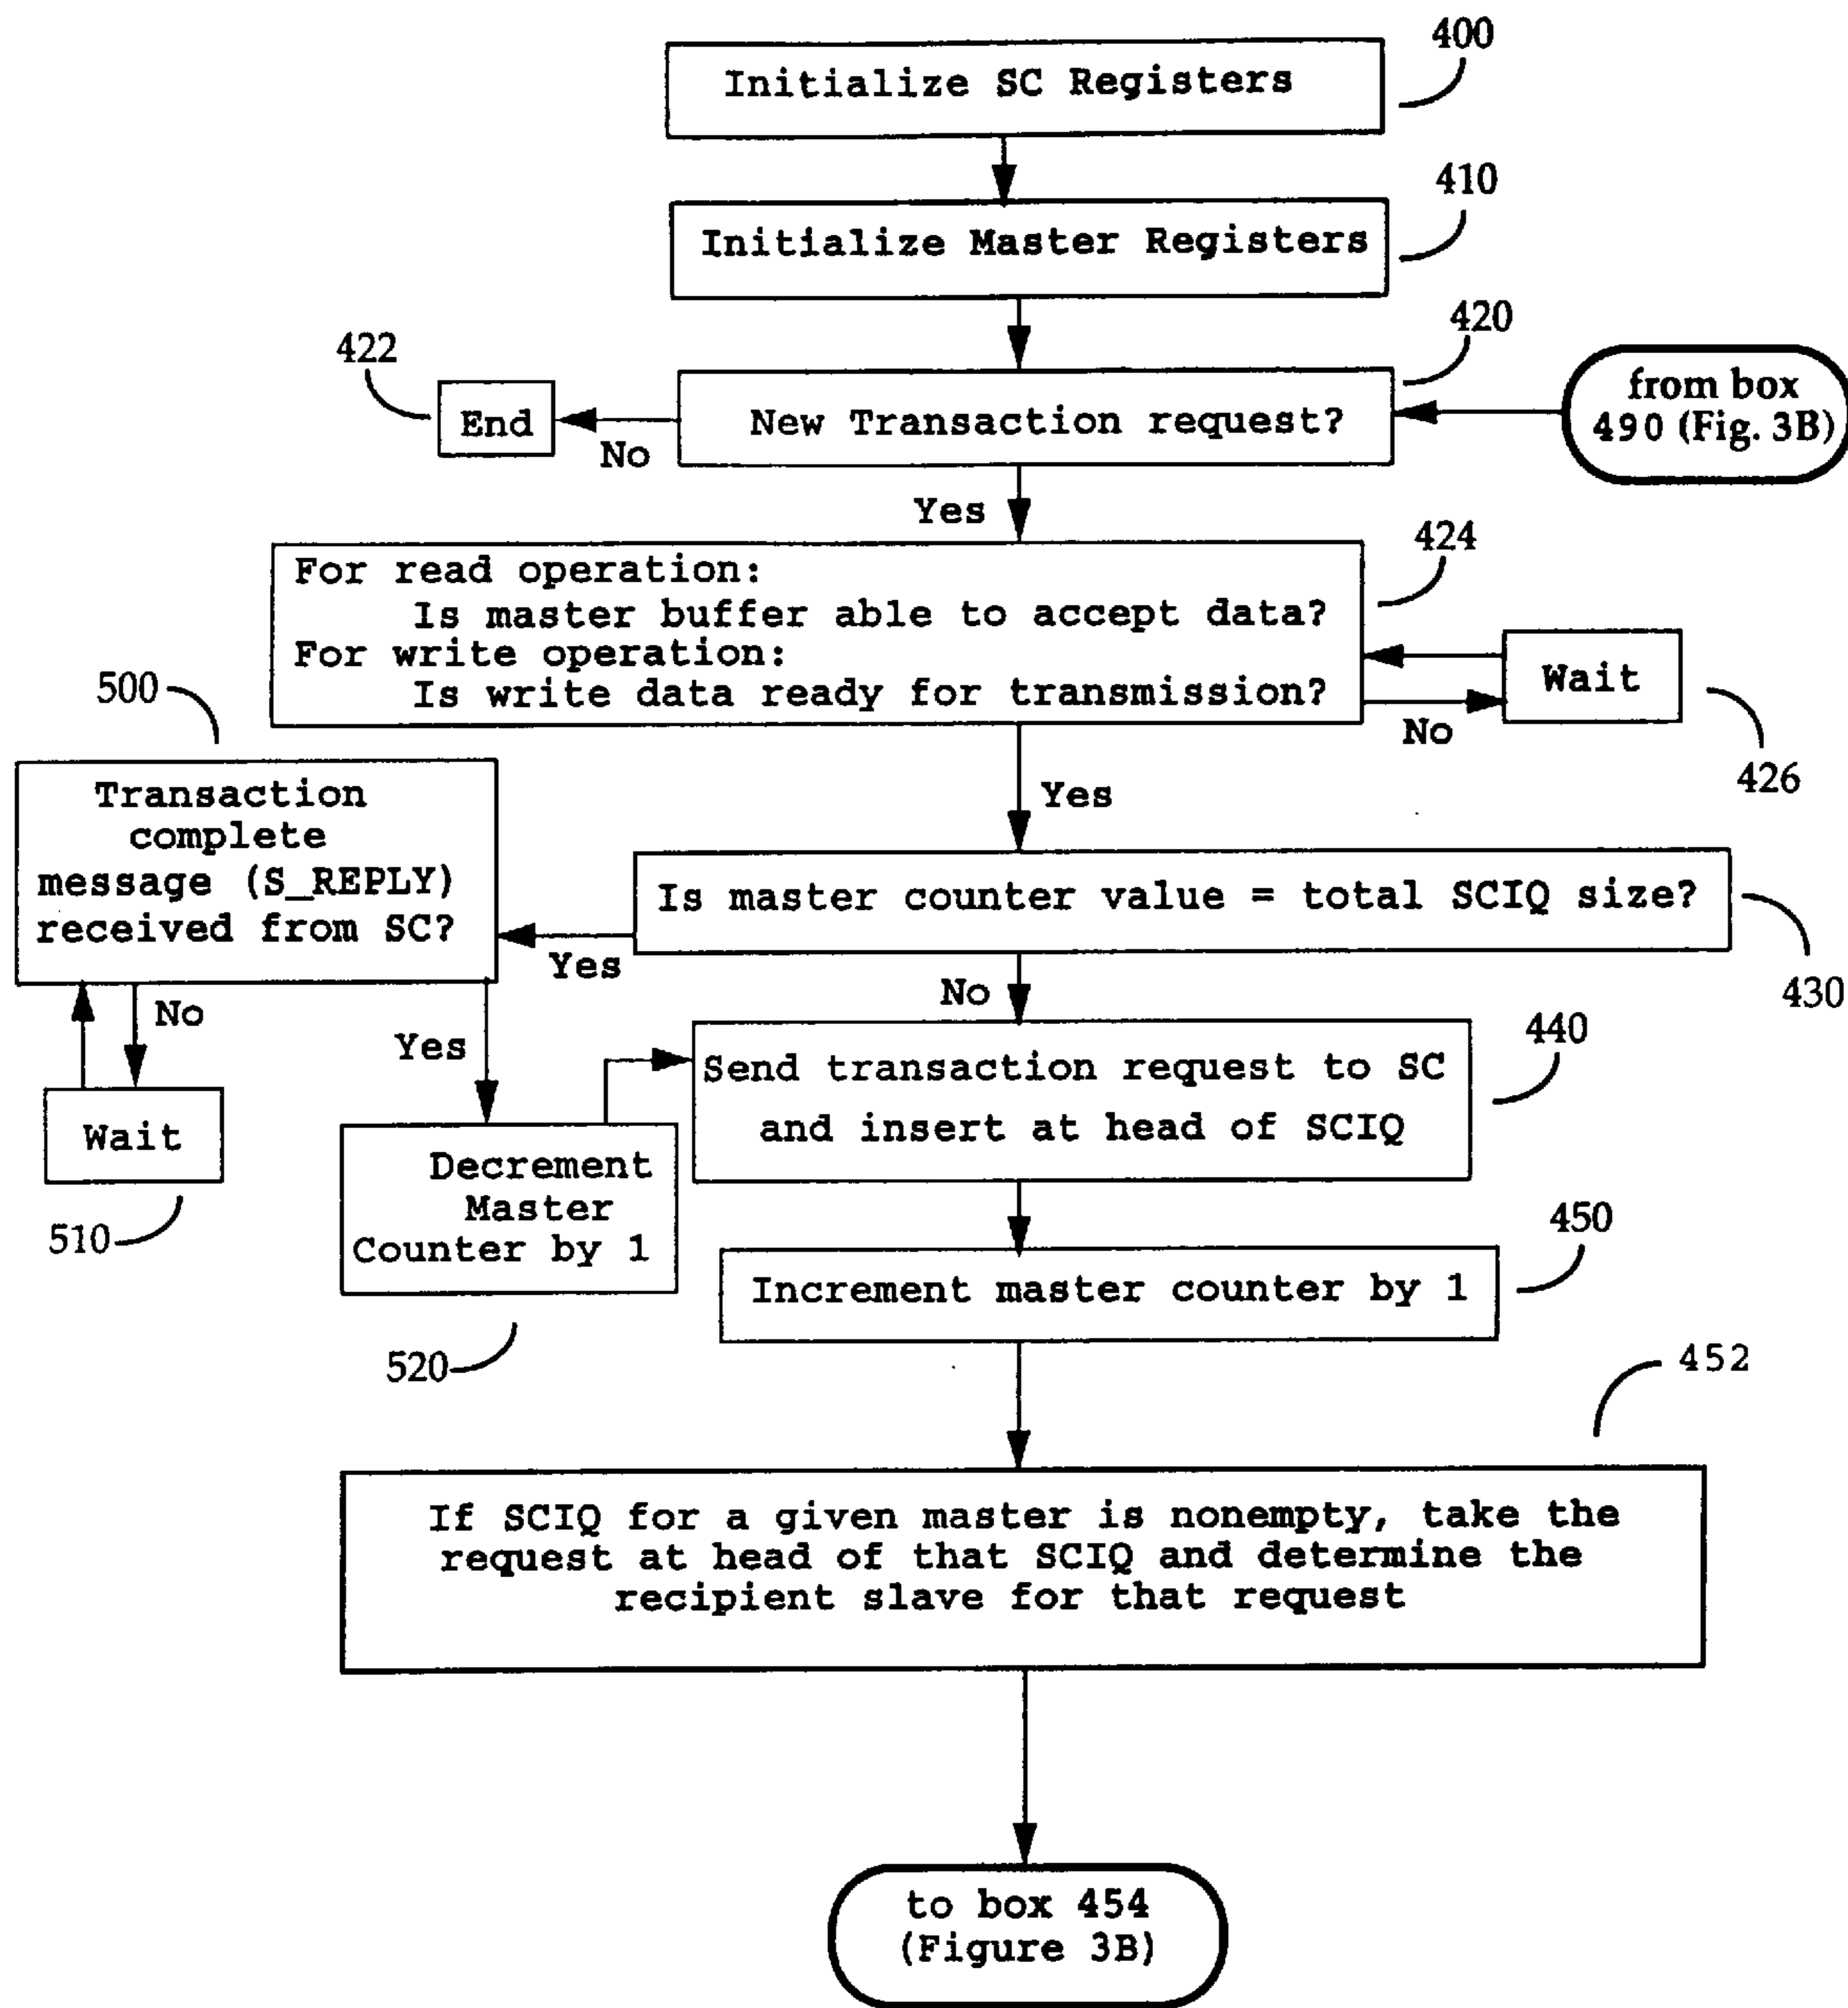 400
Initialize SC Registers
410
Initialize Master Registers
420
422
End
No
New Transaction request?
from box
490 (Fig. 3B)
Yes
424
For read operation:
Is master buffer able to accept data?
For write operation:
Is write data ready for transmission?
Wait
No
426
500
Yes
Transaction
complete
message (S_REPLY)
received from SC?
Is master counter value = total SCIQ size?
Yes
430
No
No
440
Yes
Send transaction request to SC
and insert at head of SCIQ
Wait
510
Decrement
Master
Counter by 1
520
450
Increment master counter by 1
452
If SCIQ for a given master is nonempty, take the
request at head of that SCIQ and determine the
recipient slave for that request
to box 454
(Figure 3B)